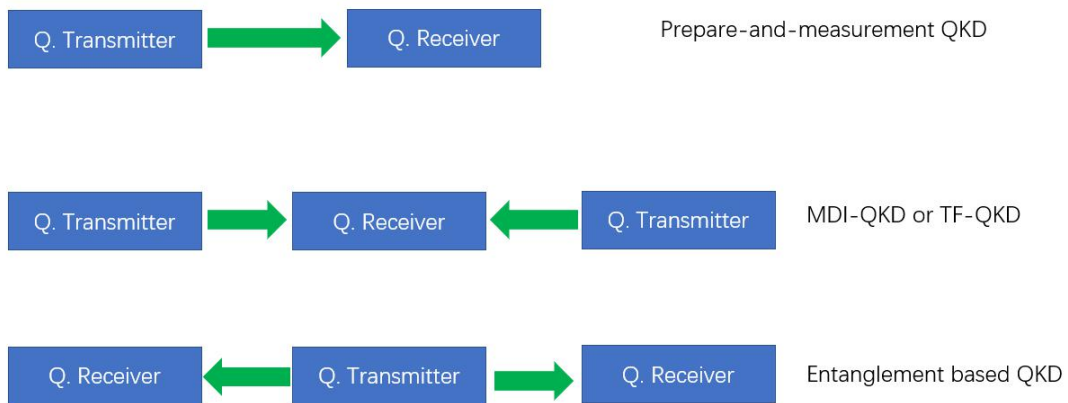 Q. Transmitter Q. Receiver Prepare-and-measurement QKD
Q. Transmitter Q. Receiver Q. Transmitter MDI-QKD or TF-QKD
Q. Receiver Q. Transmitter Q. Receiver Entanglement based QKD